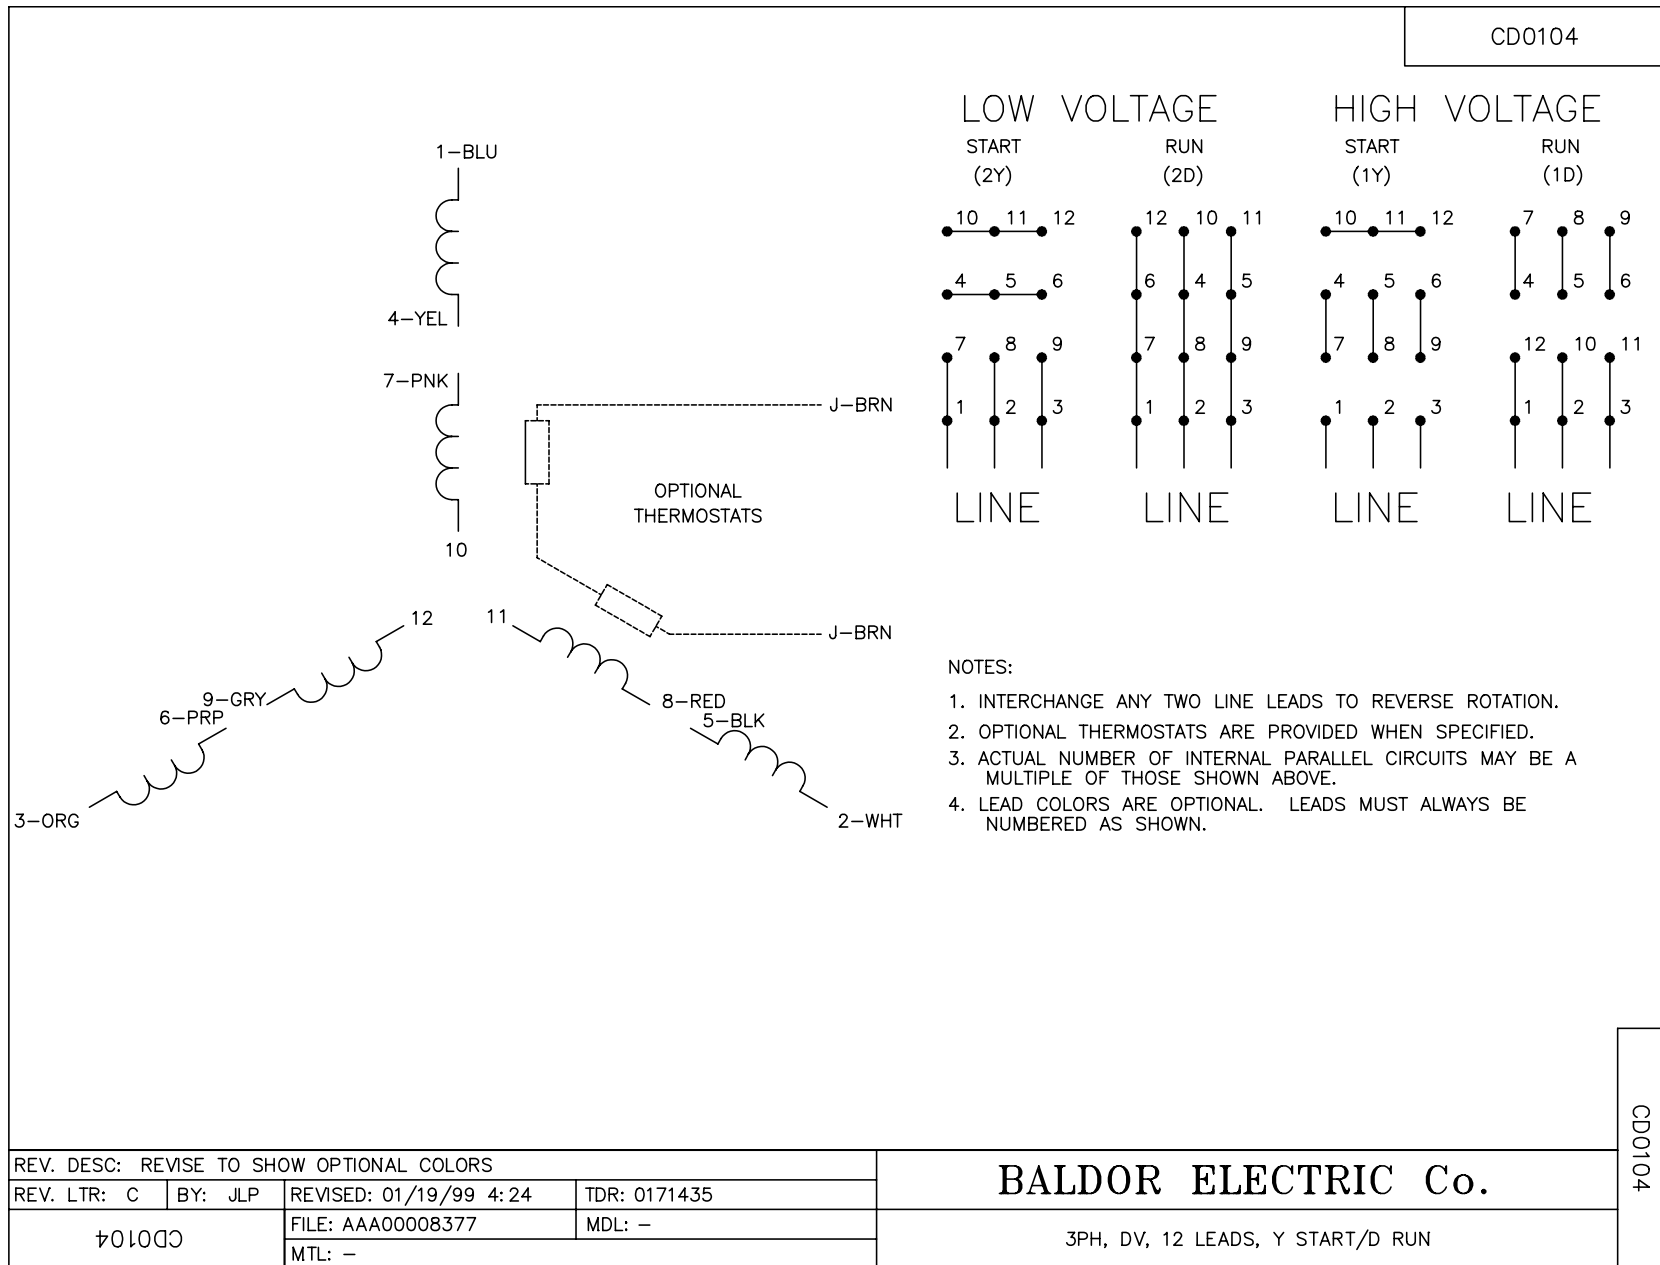 CD0104
LOW VOLTAGE HIGH VOLTAGE
START RUN START RUN
(2Y) (2D) (1Y) (1D)
10 11 12 12 10 11 10 11 12 7 8 9
4 5 6 6 4 5 4 5 6 4 5 6
7 8 9 7 8 9 7 8 9 12 10 11
1 2 3 1 2 3 1 2 3 1 2 3
LINE LINE LINE LINE
1-BLU
4-YEL
7-PNK
10
J-BRN
OPTIONAL
THERMOSTATS
J-BRN
12
11
9-GRY
6-PRP
3-ORG
8-RED
5-BLK
2-WHT
NOTES:
1. INTERCHANGE ANY TWO LINE LEADS TO REVERSE ROTATION.
2. OPTIONAL THERMOSTATS ARE PROVIDED WHEN SPECIFIED.
3. ACTUAL NUMBER OF INTERNAL PARALLEL CIRCUITS MAY BE A
MULTIPLE OF THOSE SHOWN ABOVE.
4. LEAD COLORS ARE OPTIONAL. LEADS MUST ALWAYS BE
NUMBERED AS SHOWN.
CD0104
REV. DESC: REVISE TO SHOW OPTIONAL COLORS
REV. LTR: C BY: JLP REVISED: 01/19/99 4:24 TDR: 0171435
CD0104
FILE: AAA00008377 MDL: -
MTL: -
BALDOR ELECTRIC Co.
3PH, DV, 12 LEADS, Y START/D RUN